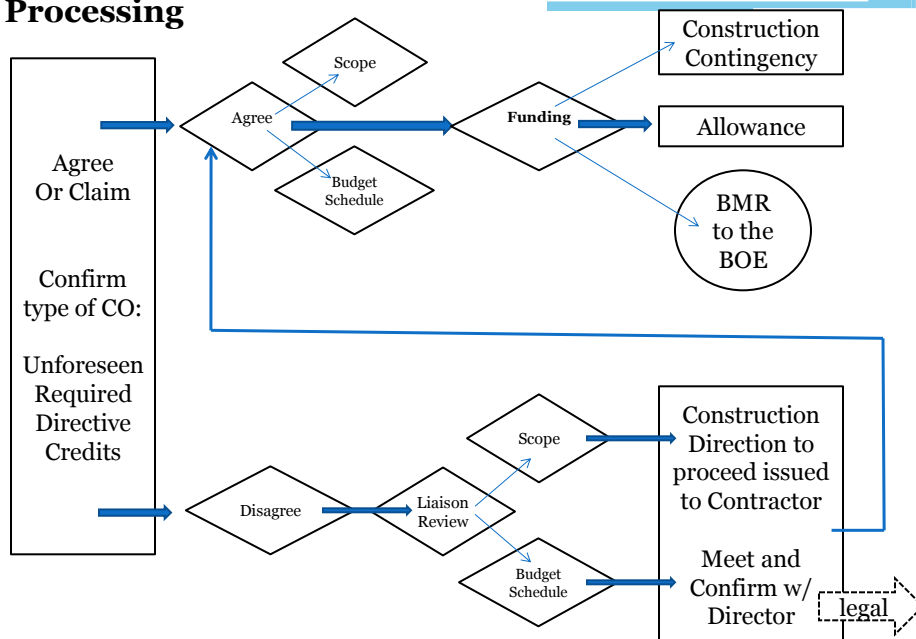 Processing
Agree
Or Claim
Confirm
type of CO:
Unforeseen
Required
Directive
Credits
Agree
Scope
Budget
Schedule
Funding
Construction
Contingency
Allowance
BMR
to the
BOE
Disagree
Liaison
Review
Scope
Budget
Schedule
Construction
Direction to
proceed issued
to Contractor
Meet and
Confirm w/
Director
legal